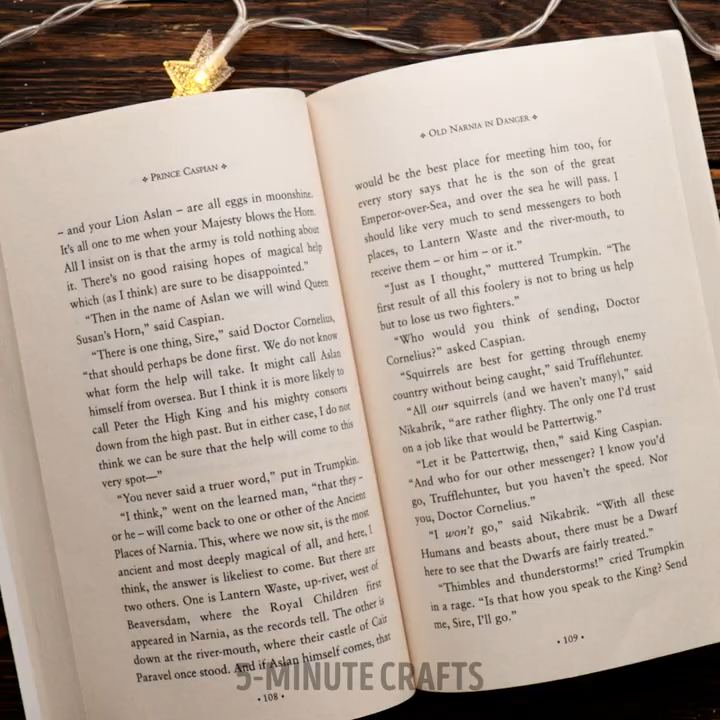 ❖ PRINCE CASPIAN ❖
– and your Lion Aslan – are all eggs in moonshine.
It's all one to me when your Majesty blows the Horn.
All I insist on is that the army is told nothing about
it. There's no good raising hopes of magical help
which (as I think) are sure to be disappointed."
"Then in the name of Aslan we will wind Queen
Susan's Horn," said Caspian.
"There is one thing, Sire," said Doctor Cornelius,
"that should perhaps be done first. We do not know
what form the help will take. It might call Aslan
himself from oversea. But I think it is more likely to
call Peter the High King and his mighty consorts
down from the high past. But in either case, I do not
think we can be sure that the help will come to this
very spot—"
"You never said a truer word," put in Trumpkin.
"I think," went on the learned man, "that they –
or he – will come back to one or other of the Ancient
Places of Narnia. This, where we now sit, is the most
ancient and most deeply magical of all, and here, I
think, the answer is likeliest to come. But there are
two others. One is Lantern Waste, up-river, west of
Beaversdam, where the Royal Children first
appeared in Narnia, as the records tell. The other is
down at the river-mouth, where their castle of Cair
Paravel once stood. And if Aslan himself comes, that
• 108 •
❖ OLD NARNIA IN DANGER ❖
would be the best place for meeting him too, for
every story says that he is the son of the great
Emperor-over-Sea, and over the sea he will pass. I
should like very much to send messengers to both
places, to Lantern Waste and the river-mouth, to
receive them – or him – or it."
"Just as I thought," muttered Trumpkin. "The
first result of all this foolery is not to bring us help
but to lose us two fighters."
"Who would you think of sending, Doctor
Cornelius?" asked Caspian.
"Squirrels are best for getting through enemy
country without being caught," said Trufflehunter.
"All our squirrels (and we haven't many)," said
Nikabrik, "are rather flighty. The only one I'd trust
on a job like that would be Pattertwig."
"Let it be Pattertwig, then," said King Caspian.
"And who for our other messenger? I know you'd
go, Trufflehunter, but you haven't the speed. Nor
you, Doctor Cornelius."
"I won't go," said Nikabrik. "With all these
Humans and beasts about, there must be a Dwarf
here to see that the Dwarfs are fairly treated."
"Thimbles and thunderstorms!" cried Trumpkin
in a rage. "Is that how you speak to the King? Send
me, Sire, I'll go."
• 109 •
5-MINUTE CRAFTS